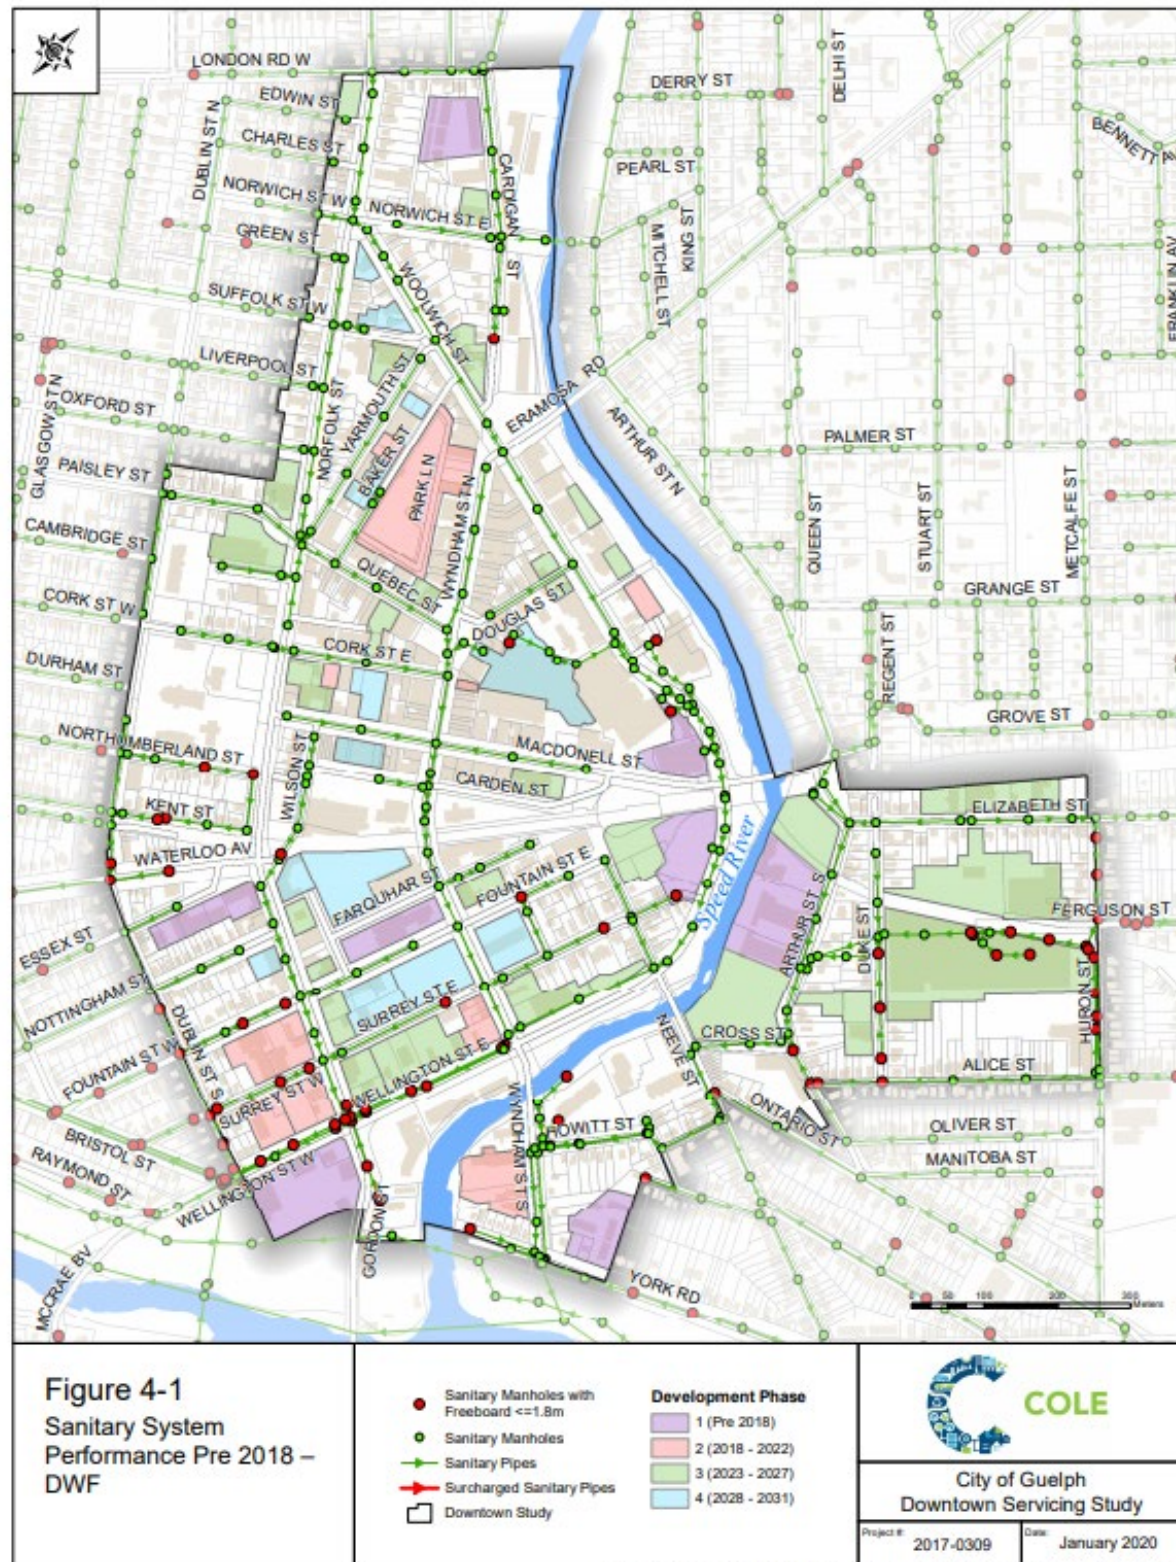 LONDON RD W
EDWIN ST
CHARLES ST
DUBLIN ST N
NORWICH ST W
NORWICH ST E
GREEN ST
CARDIGAN ST
DERRY ST
DELHI ST
BENNETT AV
PEARL ST
KING ST
MITCHELL ST
FRANKLIN AV
SUFFOLK ST W
WOOLWICH ST
LIVERPOOL ST
OXFORD ST
GLASGOW ST N
NORFOLK ST
YARMOUTH ST
BAKER ST
PARK LN
WYNDHAM ST N
ERAMOSA RD
ARTHUR ST N
PALMER ST
QUEEN ST
STUART ST
METCALFE ST
PAISLEY ST
CAMBRIDGE ST
QUEBEC ST
DOUGLAS ST
GRANGE ST
CORK ST W
CORK ST E
REGENT ST
DURHAM ST
GROVE ST
NORTHUMBERLAND ST
WILSON ST
MACDONELL ST
CARDEN ST
KENT ST
ELIZABETH ST
WATERLOO AV
Speed River
FARQUHAR ST
FOUNTAIN ST E
ARTHUR ST S
DUKE ST
FERGUSON ST
ESSEX ST
NOTTINGHAM ST
HURON ST
DUBLIN ST S
SURREY ST E
NEEVE ST
CROSS ST
FOUNTAIN ST W
WELLINGTON ST E
ALICE ST
SURREY ST W
WYNDHAM ST S
ONTARIO ST
HOWITT ST
OLIVER ST
BRISTOL ST
MANITOBA ST
RAYMOND ST
WELLINGTON ST W
GORDON ST
MCCRAE BV
YORK RD
0 50 100 200 300
Meters
Figure 4-1
Sanitary System
Performance Pre 2018 –
DWF
Sanitary Manholes with
Freeboard <=1.8m
Sanitary Manholes
Sanitary Pipes
Surcharged Sanitary Pipes
Downtown Study
Development Phase
1 (Pre 2018)
2 (2018 - 2022)
3 (2023 - 2027)
4 (2028 - 2031)
COLE
City of Guelph
Downtown Servicing Study
Project #:
2017-0309
Date:
January 2020